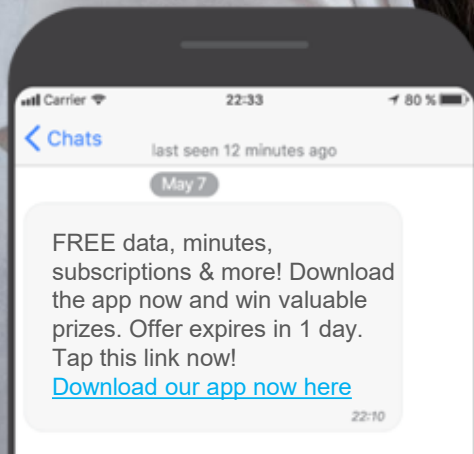 Carrier 22:33 80 %
Chats
last seen 12 minutes ago
May 7
FREE data, minutes,
subscriptions & more! Download
the app now and win valuable
prizes. Offer expires in 1 day.
Tap this link now!
Download our app now here
22:10